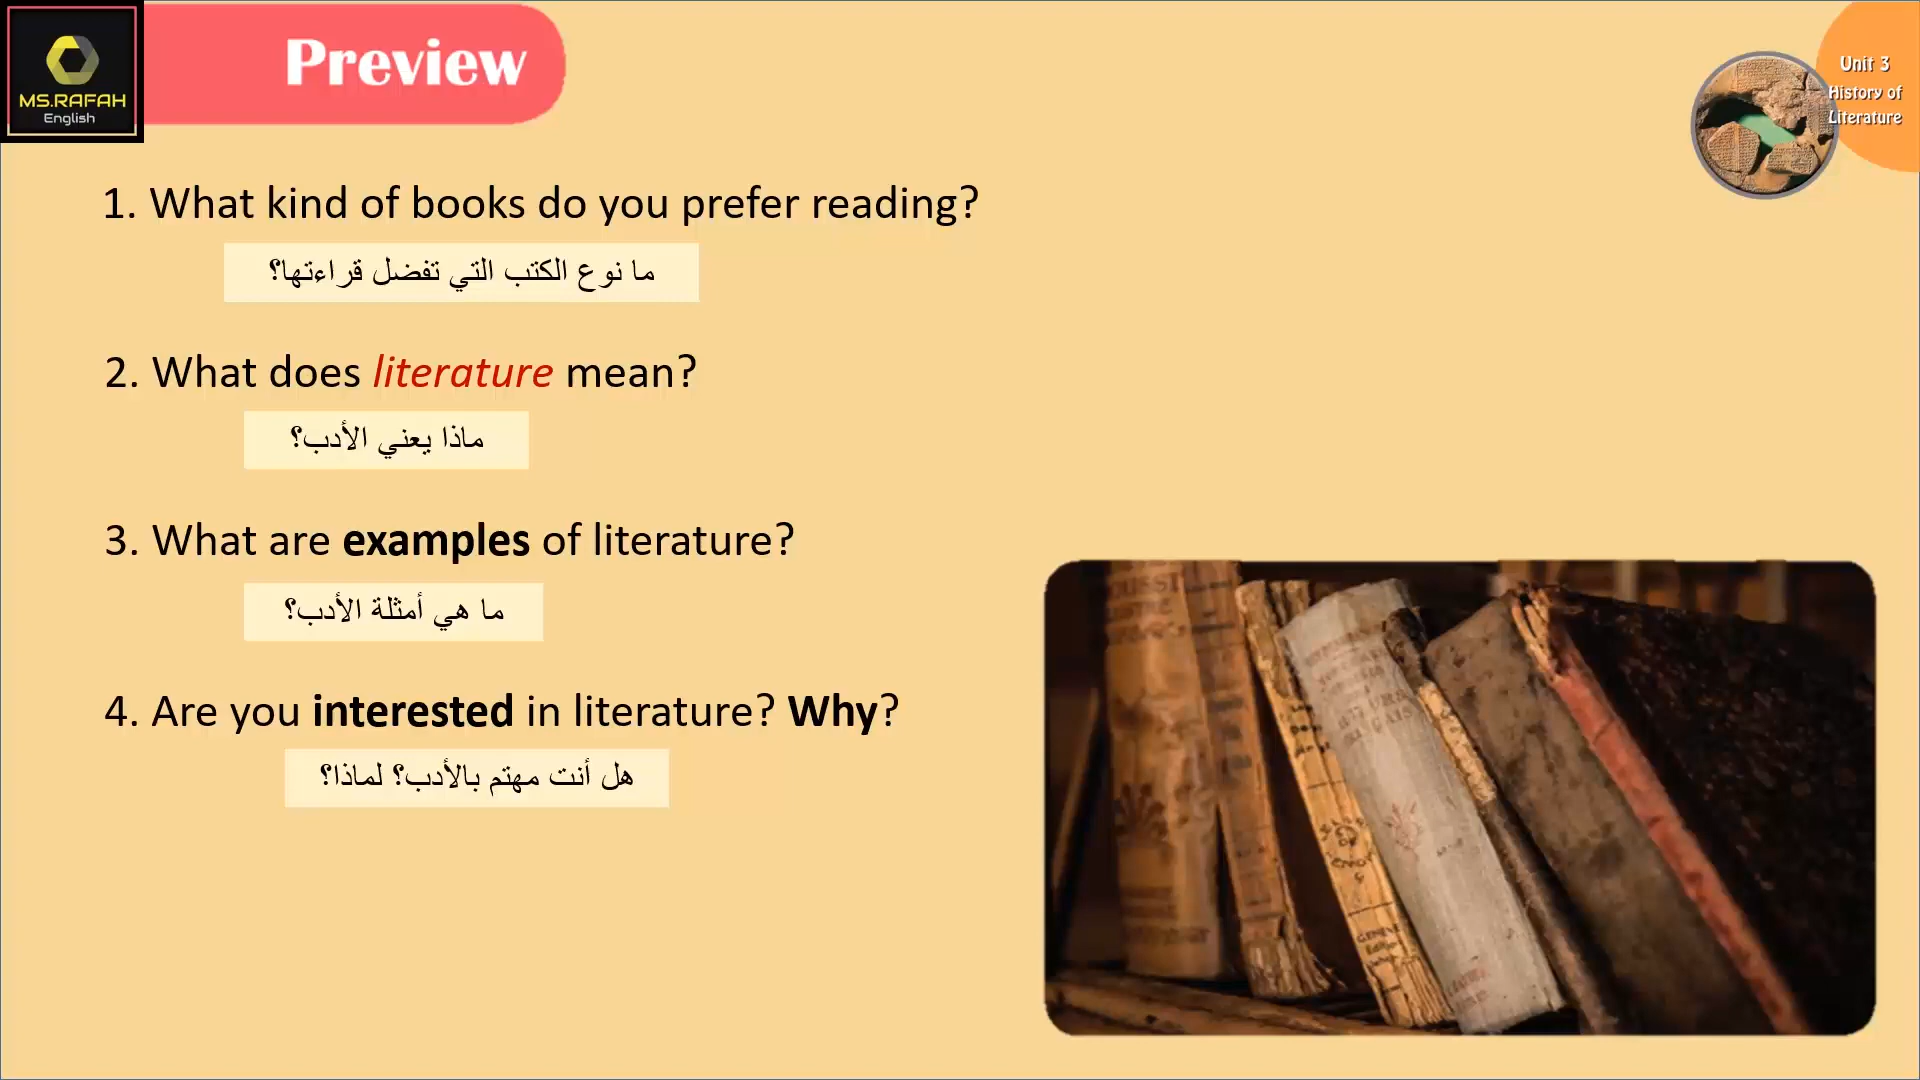 MS.RAFAH
English
Preview
Unit 3
History of
Literature
1. What kind of books do you prefer reading?
ما نوع الكتب التي تفضل قراءتها؟
2. What does literature mean?
ماذا يعني الأدب؟
3. What are examples of literature?
ما هي أمثلة الأدب؟
4. Are you interested in literature? Why?
هل أنت مهتم بالأدب؟ لماذا؟